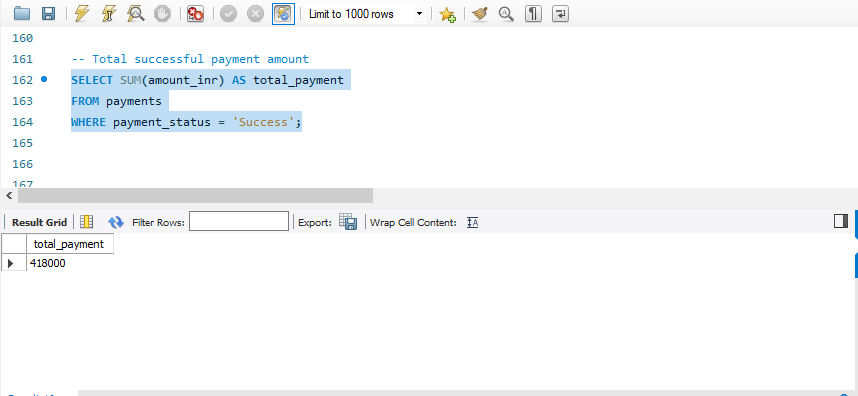 Limit to 1000 rows
160
161 -- Total successful payment amount
162 SELECT SUM(amount_inr) AS total_payment
163 FROM payments
164 WHERE payment_status = 'Success';
165
166
167
Result Grid Filter Rows: Export: Wrap Cell Content:
total_payment
418000